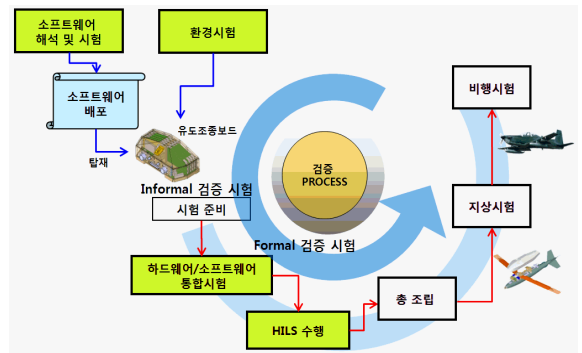 소프트웨어
해석 및 시험
환경시험
소프트웨어
배포
탑재
유도조종보드
Informal 검증 시험
시험 준비
검증
PROCESS
Formal 검증 시험
하드웨어/소프트웨어
통합시험
HILS 수행
총 조립
지상시험
비행시험